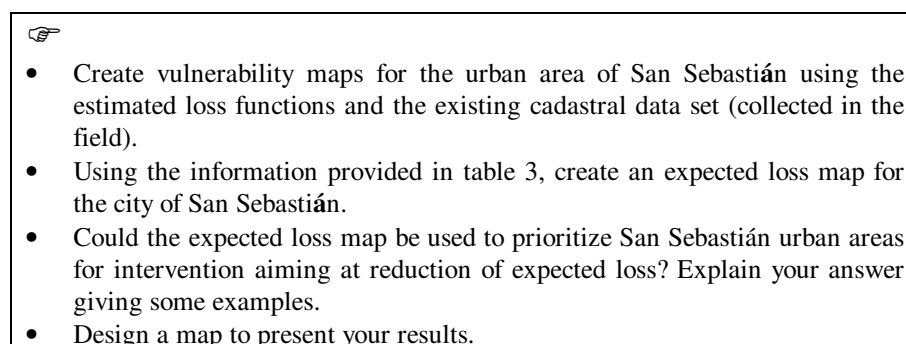 ☞
• Create vulnerability maps for the urban area of San Sebastián using the
estimated loss functions and the existing cadastral data set (collected in the
field).
• Using the information provided in table 3, create an expected loss map for
the city of San Sebastián.
• Could the expected loss map be used to prioritize San Sebastián urban areas
for intervention aiming at reduction of expected loss? Explain your answer
giving some examples.
• Design a map to present your results.